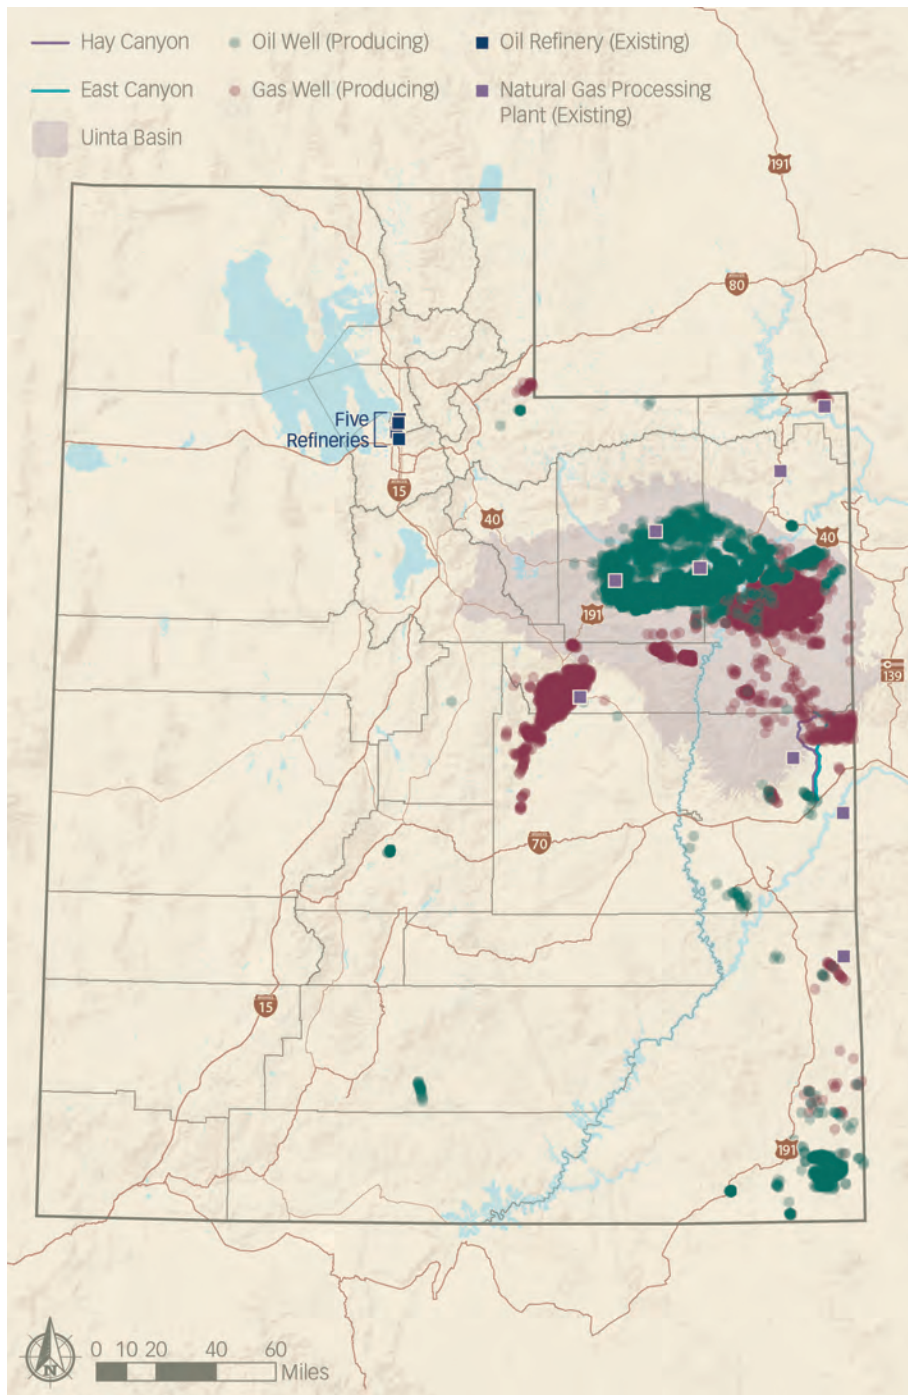 Hay Canyon
Oil Well (Producing)
Oil Refinery (Existing)
East Canyon
Gas Well (Producing)
Natural Gas Processing
Plant (Existing)
Uinta Basin
191
80
Five
Refineries
15
40
40
191
139
70
15
191
N
0 10 20 40 60
Miles